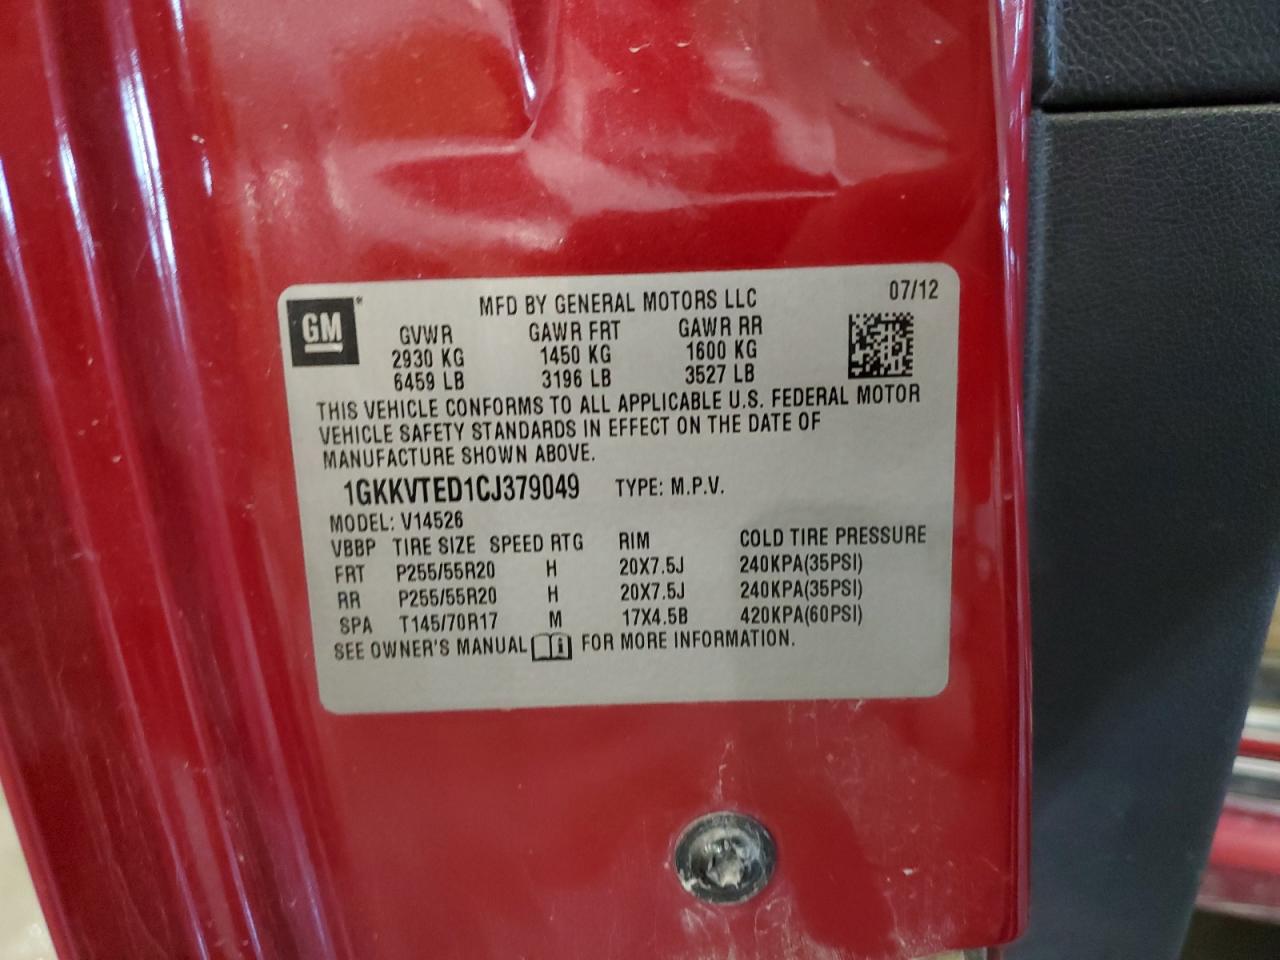 07/12
GM®
MFD BY GENERAL MOTORS LLC
GVWR GAWR FRT GAWR RR
2930 KG 1450 KG 1600 KG
6459 LB 3196 LB 3527 LB
THIS VEHICLE CONFORMS TO ALL APPLICABLE U.S. FEDERAL MOTOR
VEHICLE SAFETY STANDARDS IN EFFECT ON THE DATE OF
MANUFACTURE SHOWN ABOVE.
1GKKVTED1CJ379049 TYPE: M.P.V.
MODEL: V14526
VBBP TIRE SIZE SPEED RTG RIM COLD TIRE PRESSURE
FRT P255/55R20 H 20X7.5J 240KPA(35PSI)
RR P255/55R20 H 20X7.5J 240KPA(35PSI)
SPA T145/70R17 M 17X4.5B 420KPA(60PSI)
SEE OWNER'S MANUAL i FOR MORE INFORMATION.